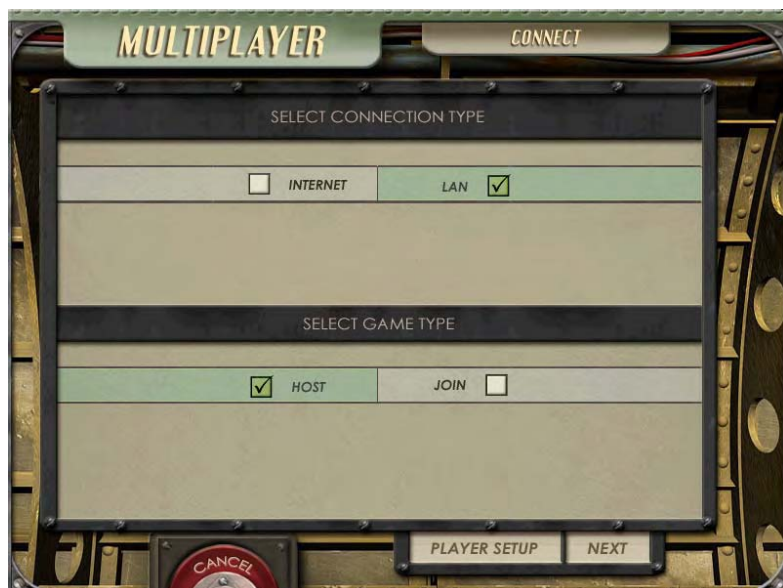 MULTIPLAYER
CONNECT
SELECT CONNECTION TYPE
INTERNET LAN
SELECT GAME TYPE
HOST JOIN
PLAYER SETUP NEXT
CANCEL